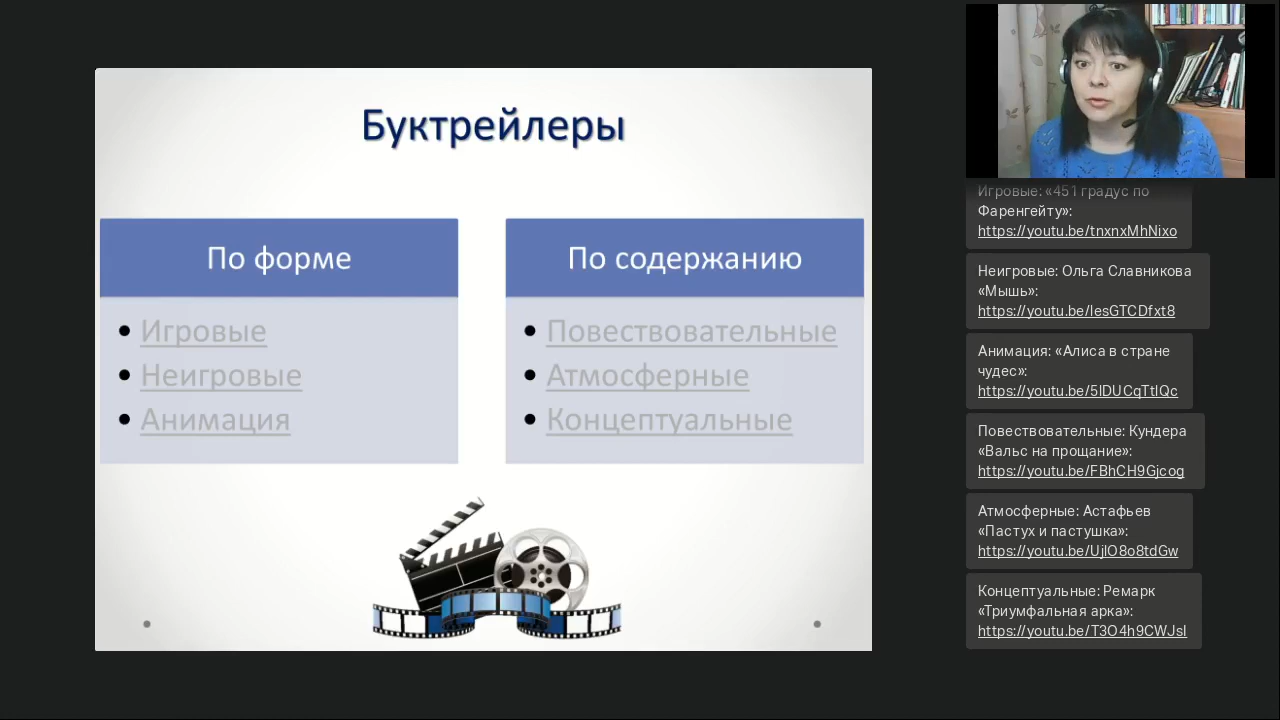 Буктрейлеры
По форме
Игровые
Неигровые
Анимация
По содержанию
Повествовательные
Атмосферные
Концептуальные
Игровые: «451 градус по
Фаренгейту»:
https://youtu.be/tnxnxMhNixo
Неигровые: Ольга Славникова
«Мышь»:
https://youtu.be/lesGTCDfxt8
Анимация: «Алиса в стране
чудес»:
https://youtu.be/5lDUCqTtlQc
Повествовательные: Кундера
«Вальс на прощание»:
https://youtu.be/FBhCH9Gjcog
Атмосферные: Астафьев
«Пастух и пастушка»:
https://youtu.be/UjlO8o8tdGw
Концептуальные: Ремарк
«Триумфальная арка»:
https://youtu.be/T3O4h9CWJsI